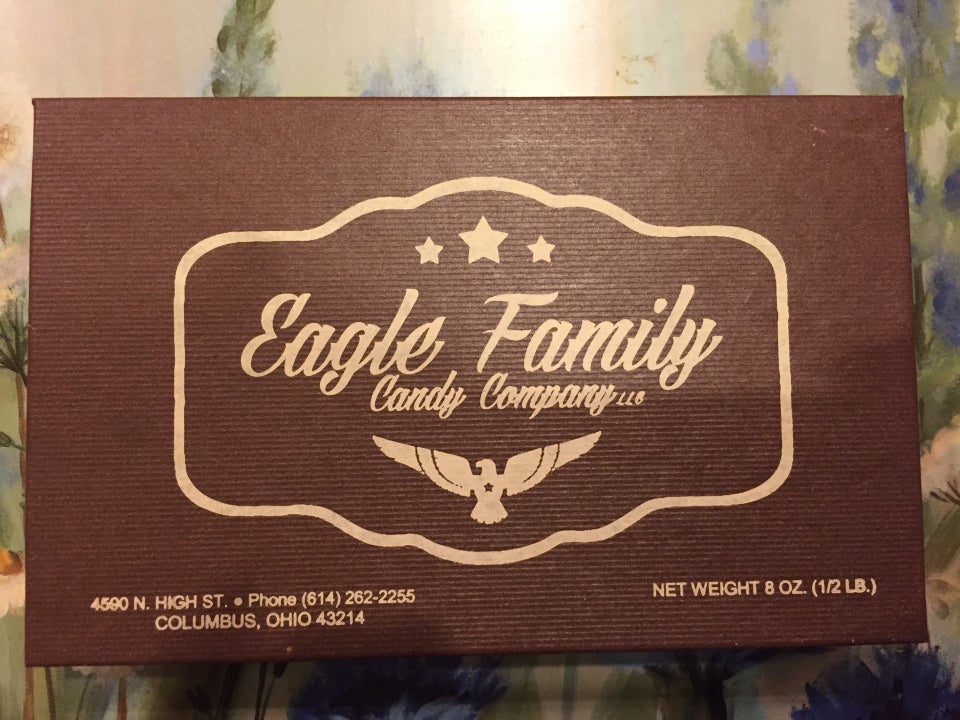 Eagle Family
Candy Company LLC
4590 N. HIGH ST. • Phone (614) 262-2255
COLUMBUS, OHIO 43214
NET WEIGHT 8 OZ. (1/2 LB.)